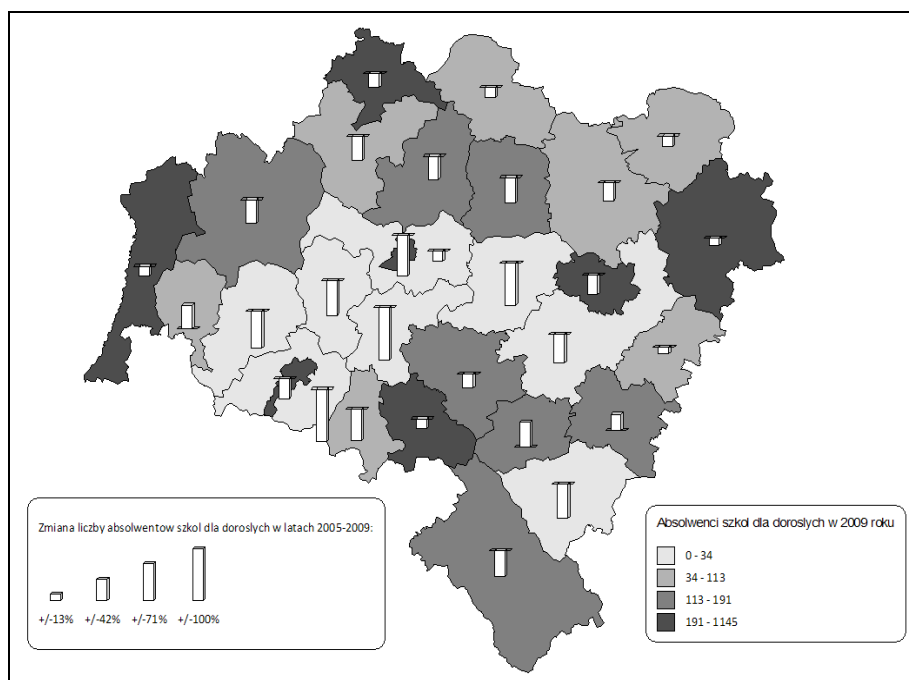 Zmiana liczby absolwentow szkol dla doroslych w latach 2005-2009:
+/-13% +/-42% +/-71% +/-100%
Absolwenci szkol dla doroslych w 2009 roku
0 - 34
34 - 113
113 - 191
191 - 1145